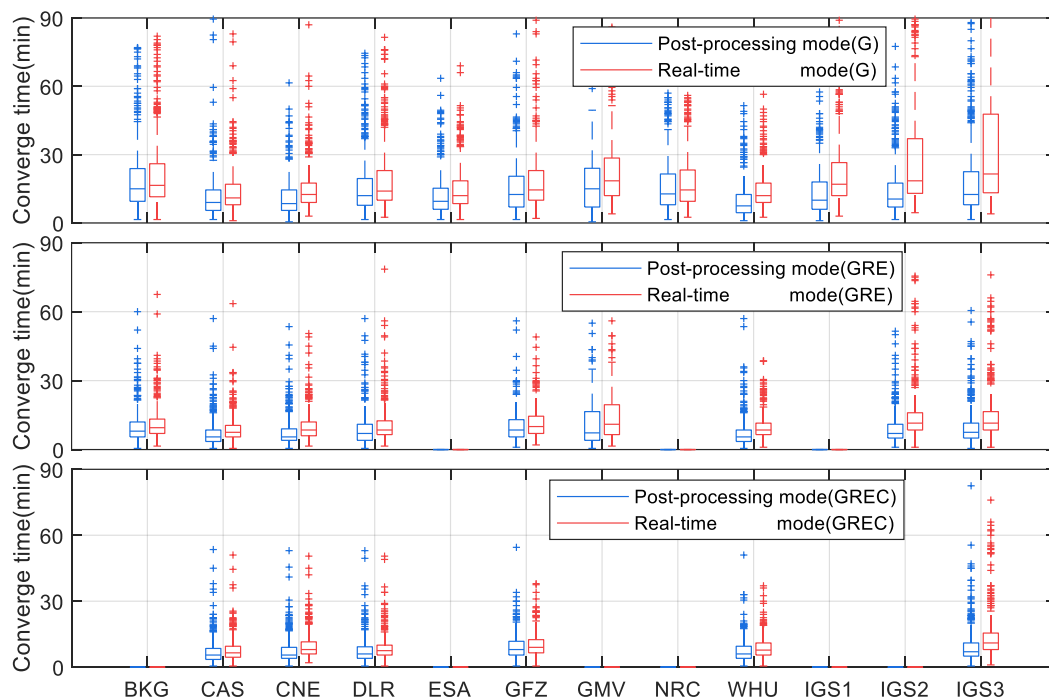 90
60
30
0
Converge time(min)
Post-processing mode(G)
Real-time mode(G)
90
60
30
0
Converge time(min)
Post-processing mode(GRE)
Real-time mode(GRE)
90
60
30
0
Converge time(min)
Post-processing mode(GREC)
Real-time mode(GREC)
BKG CAS CNE DLR ESA GFZ GMV NRC WHU IGS1 IGS2 IGS3